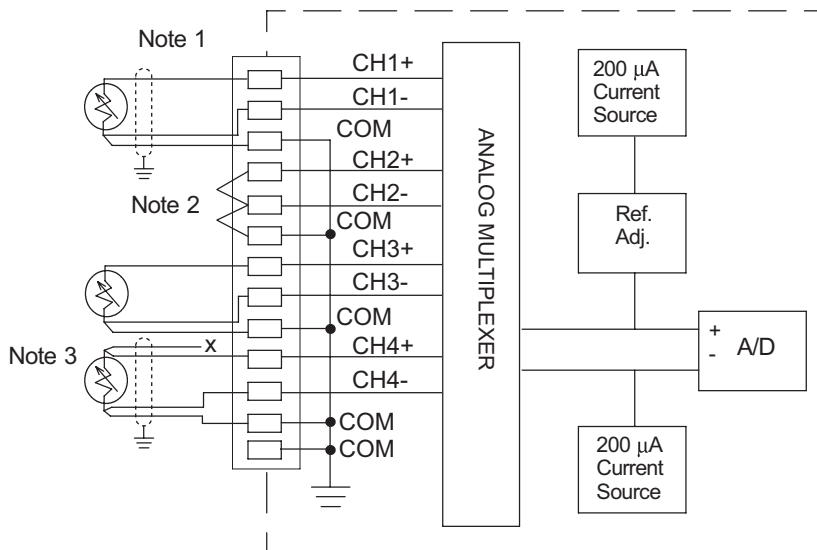 Note 1
CH1+
CH1-
COM
CH2+
Note 2
CH2-
COM
CH3+
CH3-
COM
Note 3
x
CH4+
CH4-
COM
COM
ANALOG MULTIPLEXER
200 μA
Current
Source
Ref.
Adj.
+
-
A/D
200 μA
Current
Source